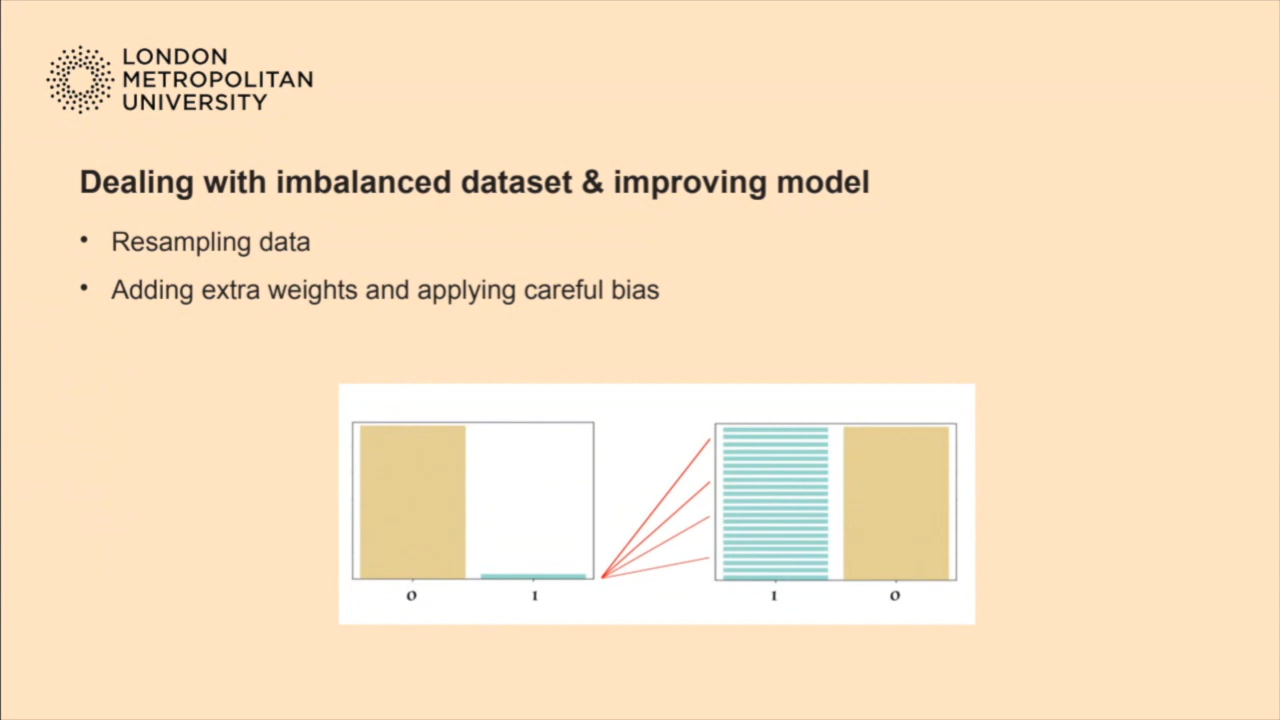 LONDON
METROPOLITAN
UNIVERSITY
Dealing with imbalanced dataset & improving model
• Resampling data
• Adding extra weights and applying careful bias
0 1 1 0